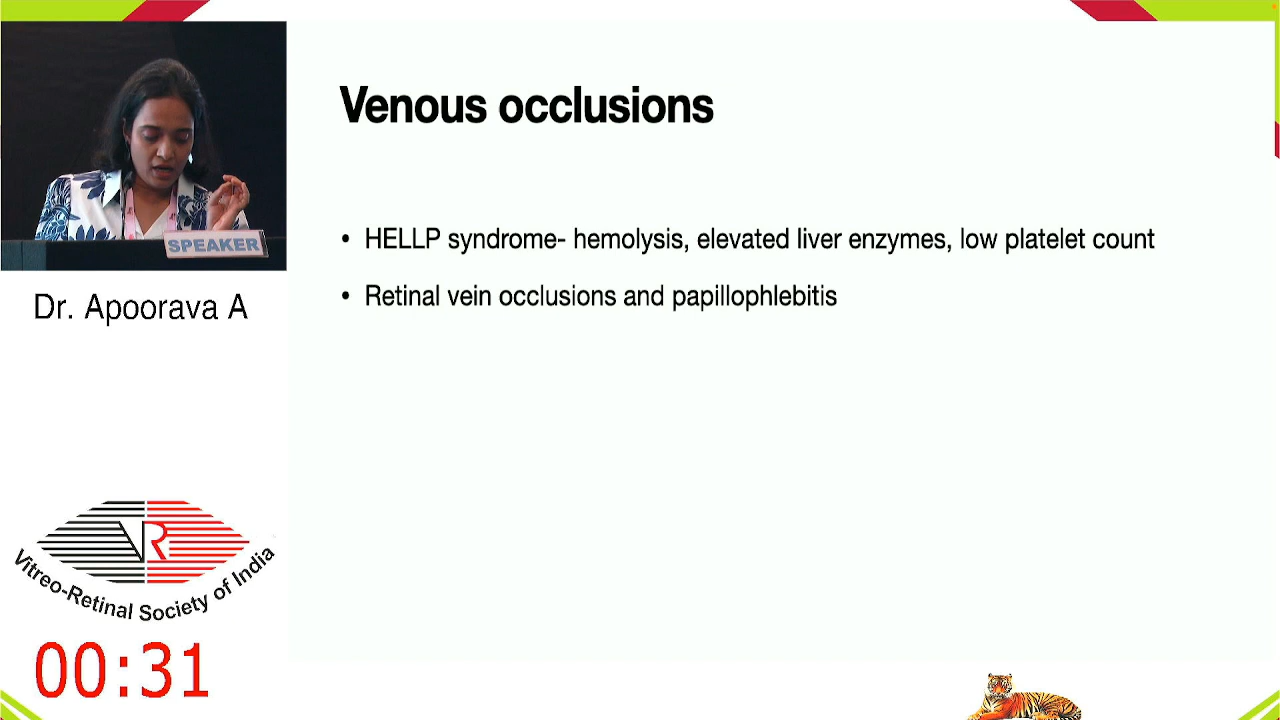 Venous occlusions
• HELLP syndrome- hemolysis, elevated liver enzymes, low platelet count
• Retinal vein occlusions and papillophlebitis
SPEAKER
Dr. Apoorava A
VR
Vitreo-Retinal Society of India
00:31